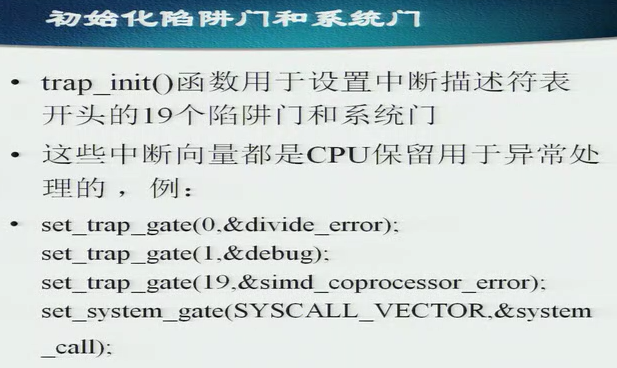 初始化陷阱门和系统门
• trap_init()函数用于设置中断描述符表
开头的19个陷阱门和系统门
• 这些中断向量都是CPU保留用于异常处
理的 ，例：
• set_trap_gate(0,&divide_error);
set_trap_gate(1,&debug);
set_trap_gate(19,&simd_coprocessor_error);
set_system_gate(SYSCALL_VECTOR,&system
_call);